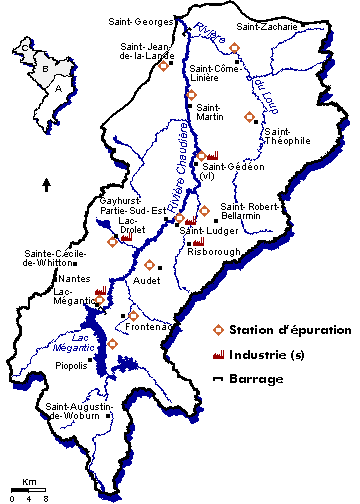 Saint-Georges
Rivière
Saint-Zacharie
C
B
A
Saint-Jean-
de-la-Lande
Saint-Côme-
Linière
du Loup
Saint-
Martin
Saint-
Théophile
Rivière Chaudière
Saint-Gédéon
(vl)
Gayhurst-
Partie-Sud-Est
Saint-Robert-
Bellarmin
Lac-
Drolet
Saint-Ludger
Risborough
Sainte-Cécile-
de-Whitton
Nantes
Audet
Lac-
Mégantic
Frontenac
Station d'épuration
Lac
Mégantic
Industrie (s)
Piopolis
Barrage
Saint-Augustin-
de-Woburn
Km
0 4 8